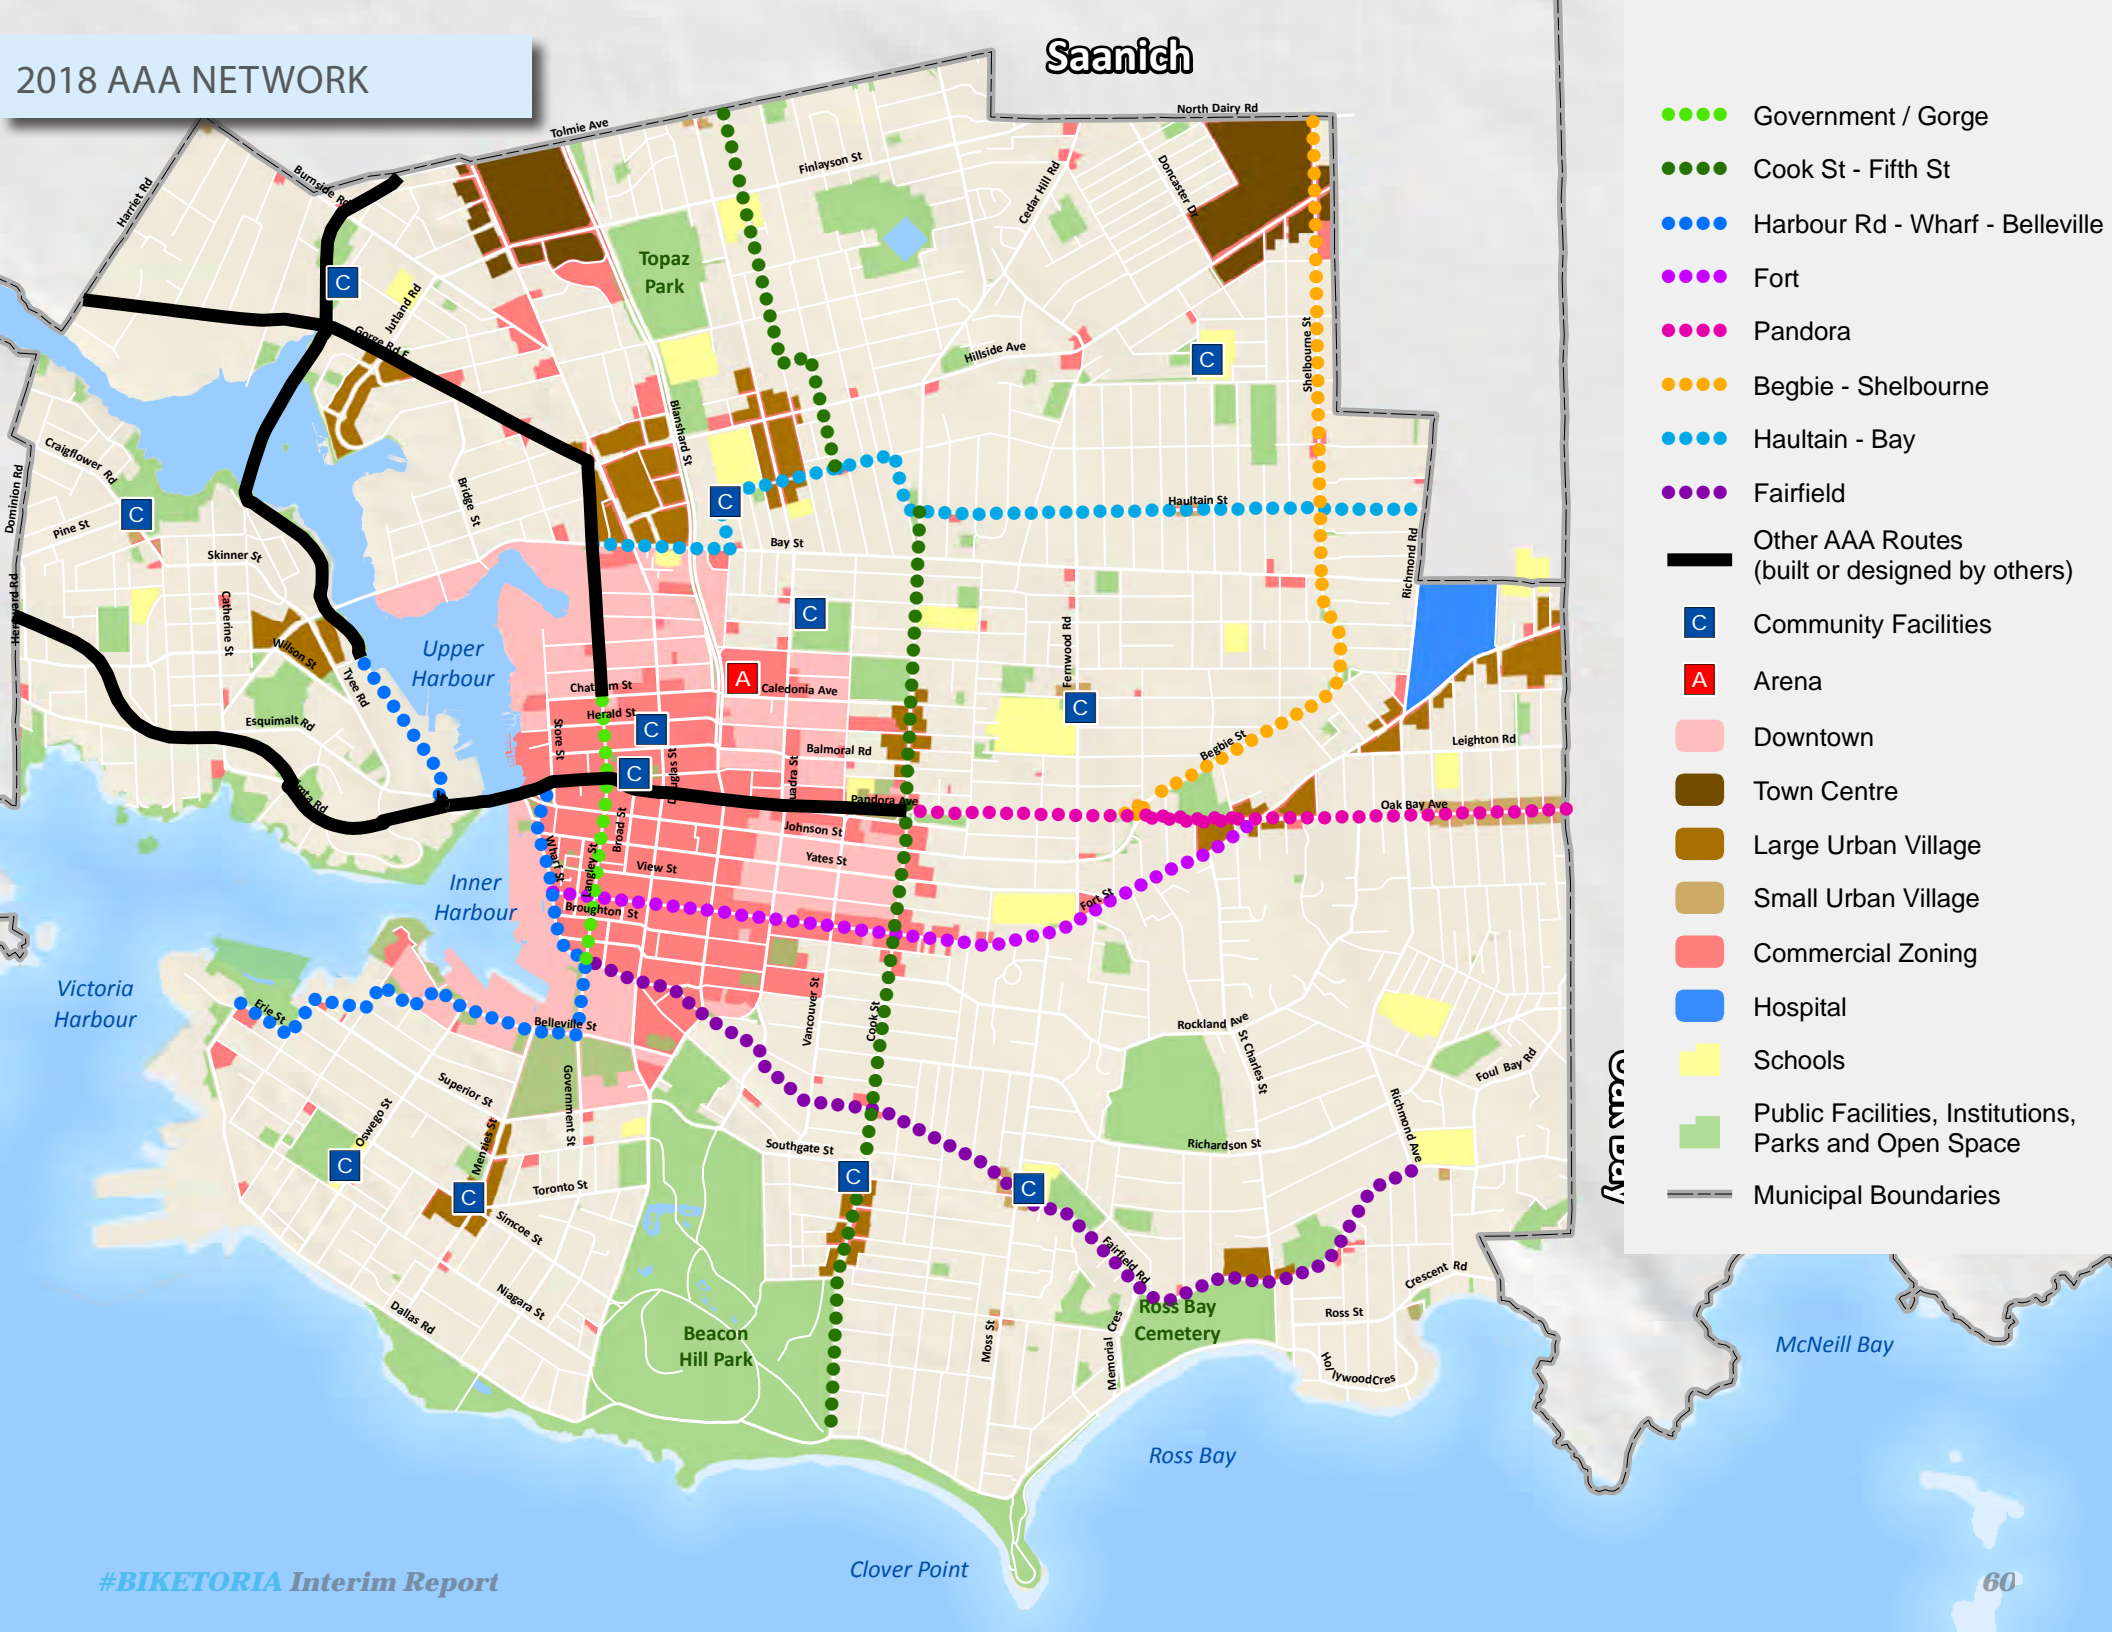 2018 AAA NETWORK
Saanich
North Dairy Rd
Tolmie Ave
Finlayson St
Burnside Rd
Harriet Rd
Cedar Hill Rd
Doncaster Dr
Topaz
Park
C
Jutland Rd
Gorge Rd E
Hillside Ave
Shelbourne St
C
Blanshard St
Craigflower Rd
Dominion Rd
Bridge St
C
C
Pine St
Haultain St
Skinner St
Bay St
Richmond Rd
Catherine St
C
Upper
Harbour
Wilson St
Tyee Rd
Fernwood Rd
A
Caledonia Ave
C
Herald St
C
Esquimalt Rd
Store St
Balmoral Rd
Begbie St
Leighton Rd
C
Pandora Ave
Oak Bay Ave
Johnson St
Broad St
Yates St
Wharf St
Langley St
View St
Inner
Harbour
Broughton St
Fort St
Victoria
Harbour
Erie St
Belleville St
Vancouver St
Cook St
Rockland Ave
St Charles St
Foul Bay Rd
Superior St
Government St
Oswego St
Menzies St
Richmond Ave
Southgate St
Richardson St
C
C
C
C
Toronto St
Simcoe St
Fairfield Rd
Crescent Rd
Niagara St
Dallas Rd
Ross Bay
Cemetery
Ross St
Beacon
Hill Park
Moss St
Memorial Cres
Hollywood Cres
McNeill Bay
Ross Bay
Clover Point
Government / Gorge
Cook St - Fifth St
Harbour Rd - Wharf - Belleville
Fort
Pandora
Begbie - Shelbourne
Haultain - Bay
Fairfield
Other AAA Routes
(built or designed by others)
C Community Facilities
A Arena
Downtown
Town Centre
Large Urban Village
Small Urban Village
Commercial Zoning
Hospital
Schools
Public Facilities, Institutions,
Parks and Open Space
Municipal Boundaries
#BIKETORIA Interim Report
60